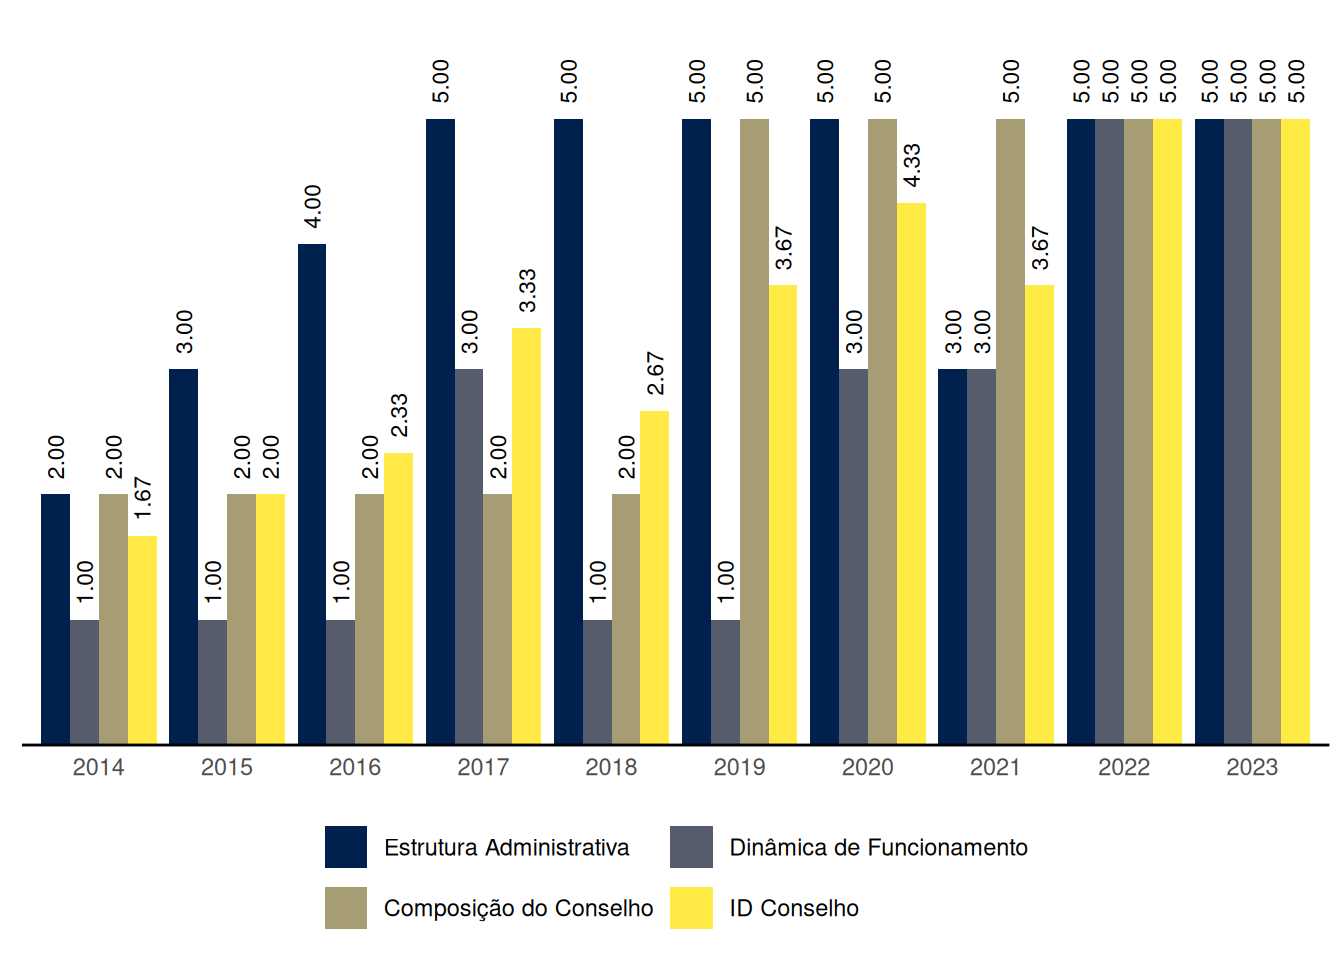 5.00 5.00 5.00 5.00 5.00 5.00 5.00 5.00 5.00 5.00 5.00 5.00 5.00 5.00 5.00
4.33
4.00
3.67 3.67
3.33
3.00 3.00 3.00 3.00 3.00
2.67
2.33
2.00 2.00 2.00 2.00 2.00 2.00 2.00
1.67
1.00 1.00 1.00 1.00 1.00
2014 2015 2016 2017 2018 2019 2020 2021 2022 2023
Estrutura Administrativa Dinâmica de Funcionamento
Composição do Conselho ID Conselho